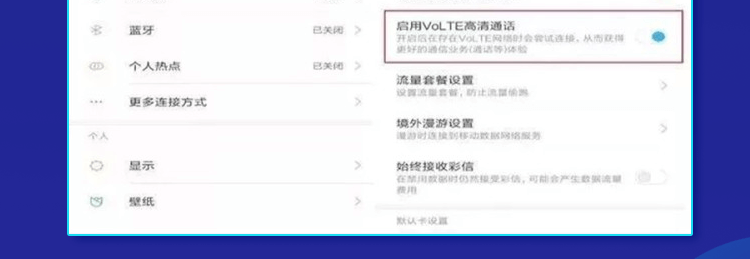 蓝牙 已关闭
个人热点 已关闭
更多连接方式
个人
显示
壁纸
启用VoLTE高清通话
开启后在存在VoLTE网络时会尝试连接，从而获得
更好的通信业务(通话等)体验
流量套餐设置
设置流量套餐，防止流量偷跑
境外漫游设置
漫游时连接到移动数据网络服务
始终接收彩信
在禁用数据时仍然接受彩信，可能会产生数据流量
费用
默认卡设置